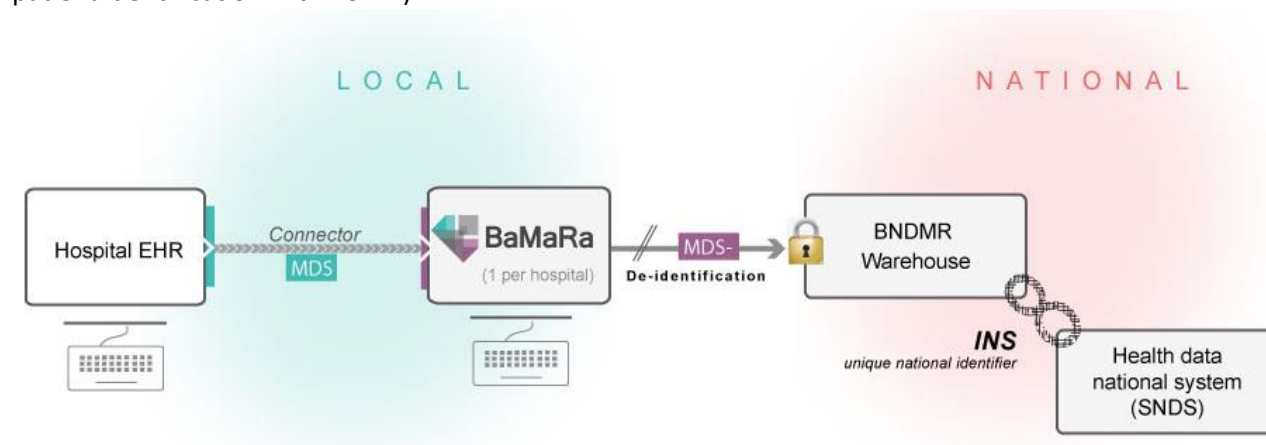 LOCAL
NATIONAL
Hospital EHR
Connector
MDS
BaMaRa
(1 per hospital)
MDS-
De-identification
BNDMR
Warehouse
INS
unique national identifier
Health data
national system
(SNDS)